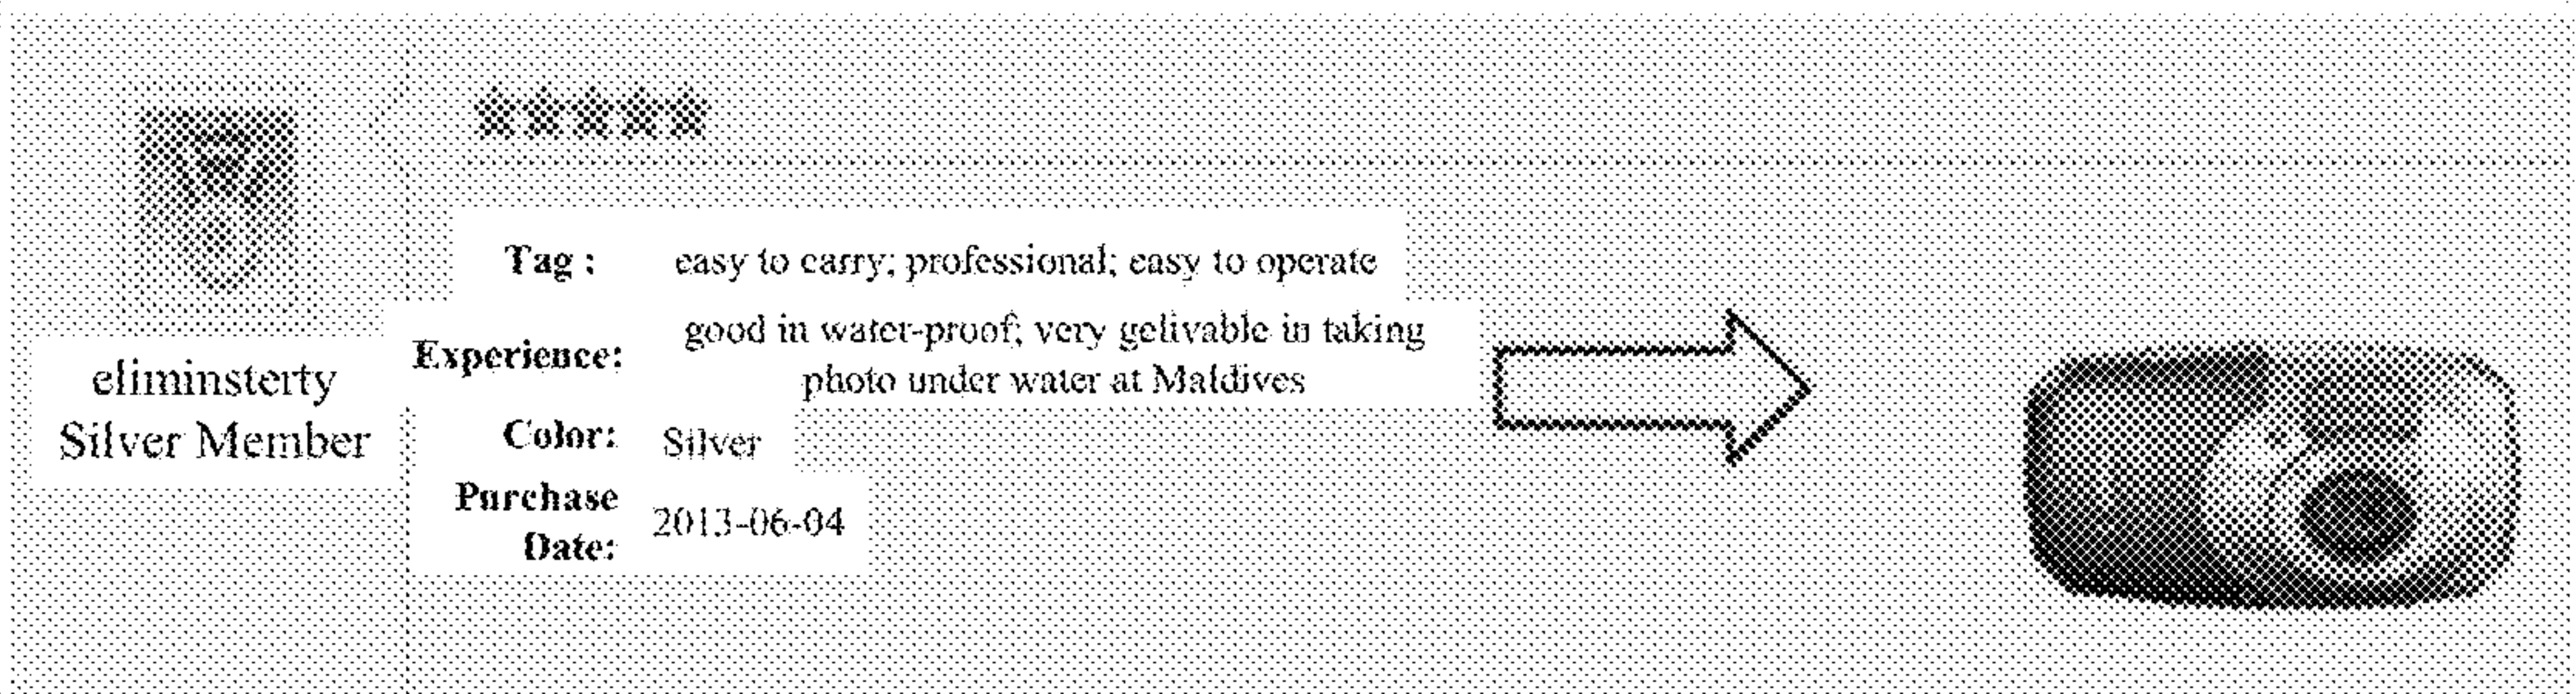 eliminsterty
Silver Member
Tag : easy to carry; professional; easy to operate
Experience: good in water-proof; very gelivable in taking
photo under water at Maldives
Color: Silver
Purchase
Date: 2013-06-04